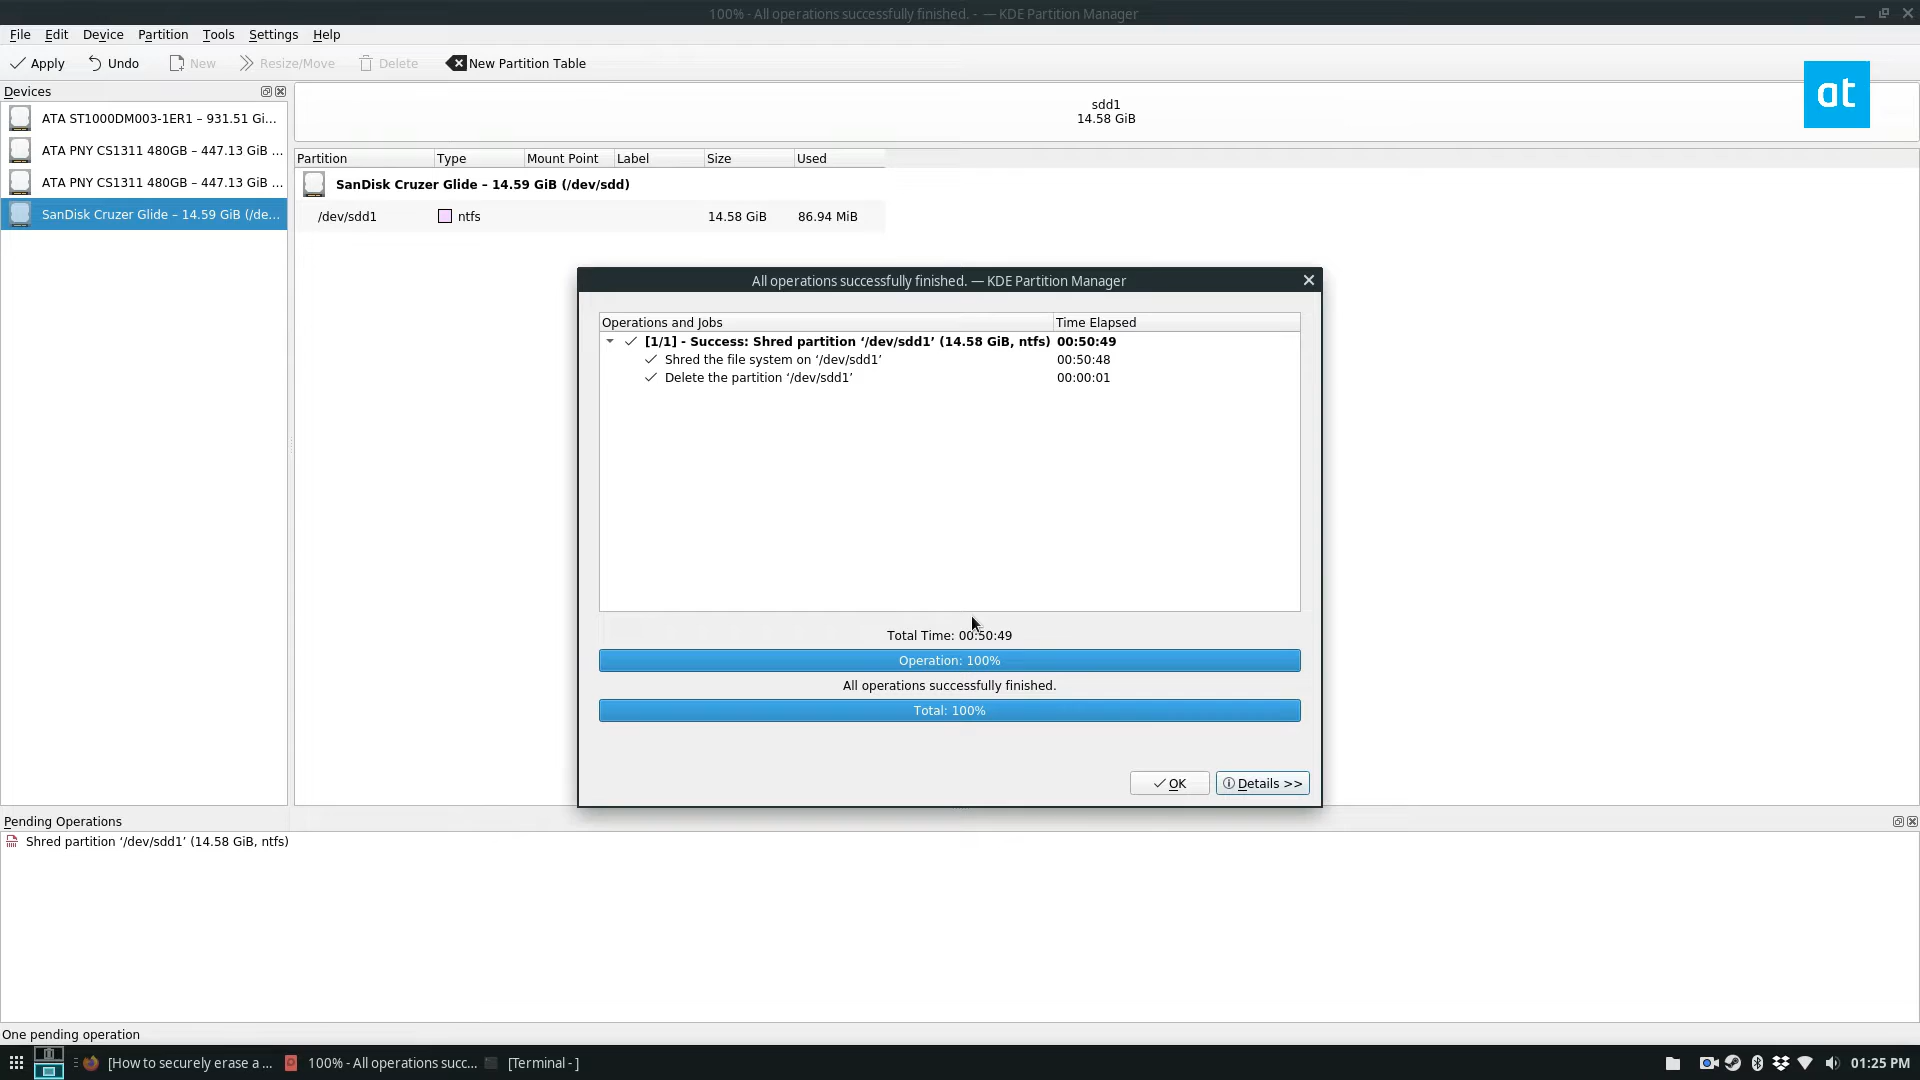 100% - All operations successfully finished. - — KDE Partition Manager
File Edit Device Partition Tools Settings Help
Apply Undo New Resize/Move Delete New Partition Table
Devices
ATA ST1000DM003-1ER1 – 931.51 Gi...
ATA PNY CS1311 480GB – 447.13 GiB ...
ATA PNY CS1311 480GB – 447.13 GiB ...
SanDisk Cruzer Glide – 14.59 GiB (/de...
sdd1
14.58 GiB
at
Partition Type Mount Point Label Size Used
SanDisk Cruzer Glide – 14.59 GiB (/dev/sdd)
/dev/sdd1 ntfs 14.58 GiB 86.94 MiB
All operations successfully finished. — KDE Partition Manager
Operations and Jobs Time Elapsed
[1/1] - Success: Shred partition ‘/dev/sdd1’ (14.58 GiB, ntfs) 00:50:49
Shred the file system on ‘/dev/sdd1’ 00:50:48
Delete the partition ‘/dev/sdd1’ 00:00:01
Total Time: 00:50:49
Operation: 100%
All operations successfully finished.
Total: 100%
OK Details >>
Pending Operations
Shred partition ‘/dev/sdd1’ (14.58 GiB, ntfs)
One pending operation
[How to securely erase a ... 100% - All operations succ... [Terminal - ] 01:25 PM